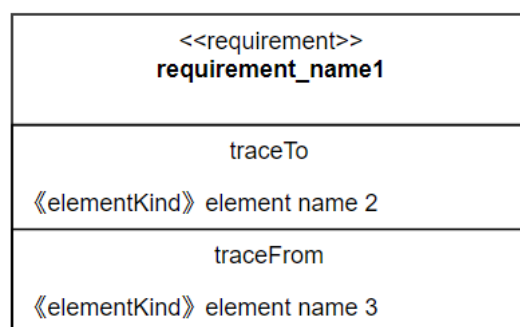 <<requirement>>
requirement_name1
traceTo
《elementKind》element name 2
traceFrom
《elementKind》element name 3